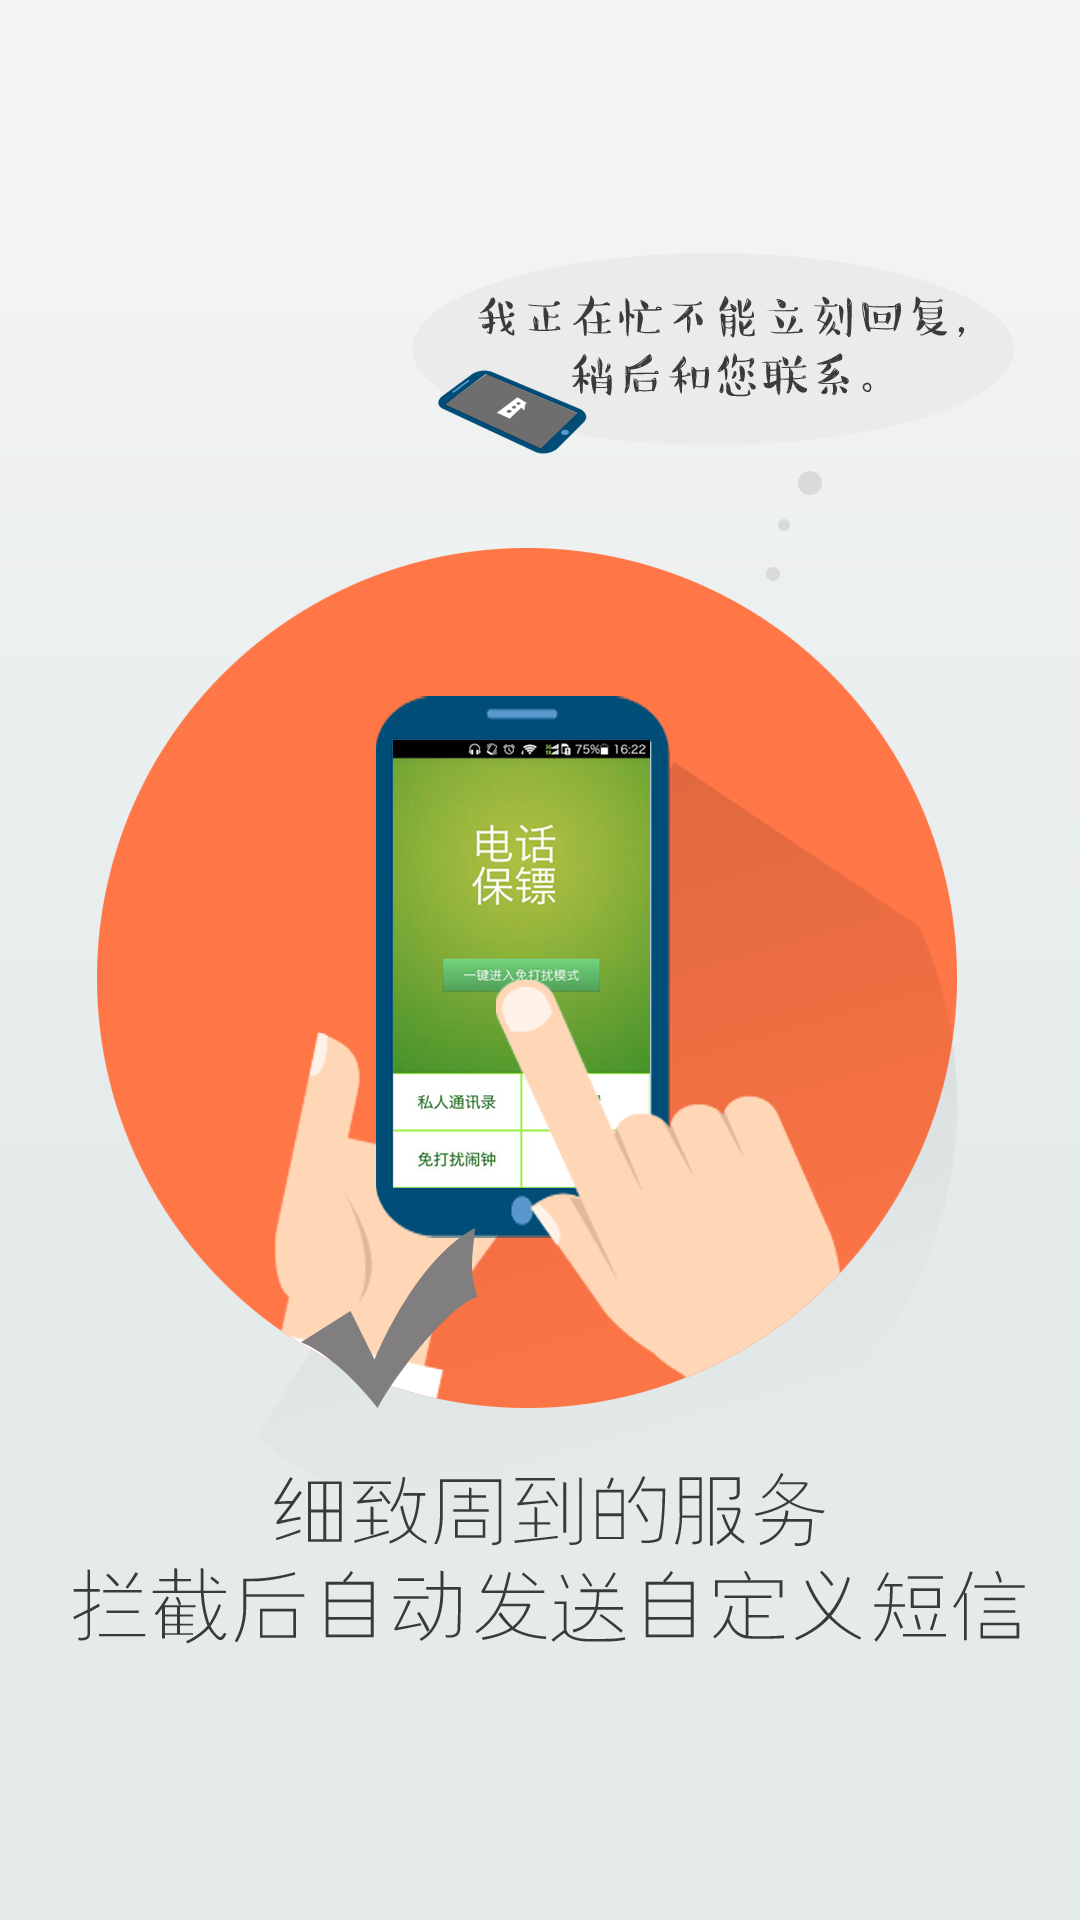 我正在忙不能立刻回复,
稍后和您联系。
75% 16:22
电话
保镖
一键进入免打扰模式
私人通讯录
免打扰闹钟
细致周到的服务
拦截后自动发送自定义短信